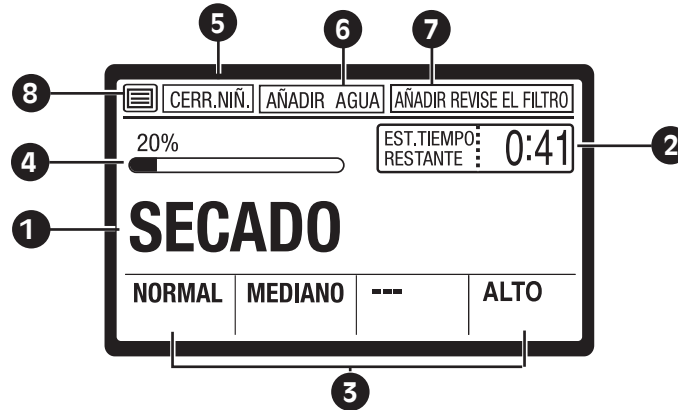 5 6 7
8 CERR.NIÑ. AÑADIR AGUA AÑADIR REVISE EL FILTRO
20% EST.TIEMPO
RESTANTE 0:41 2
4
1 SECADO
NORMAL MEDIANO --- ALTO
3